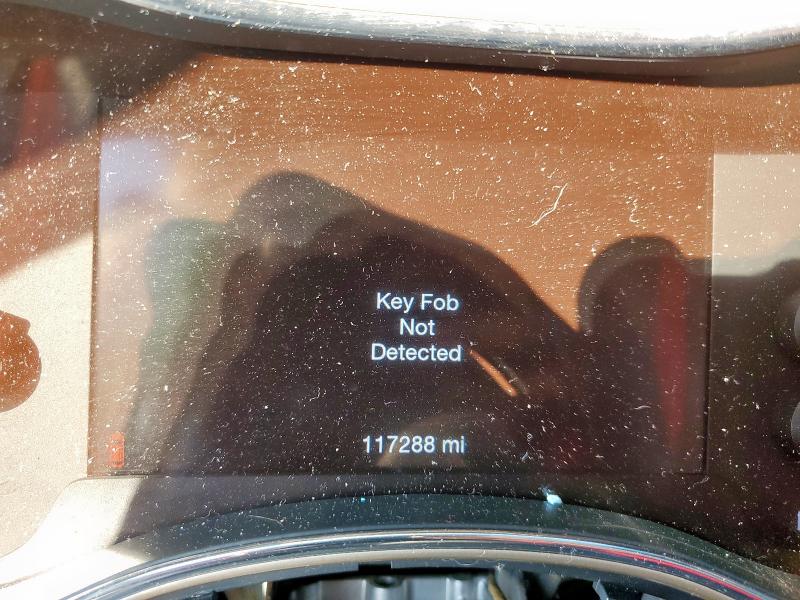 Key Fob
Not
Detected
117288 mi